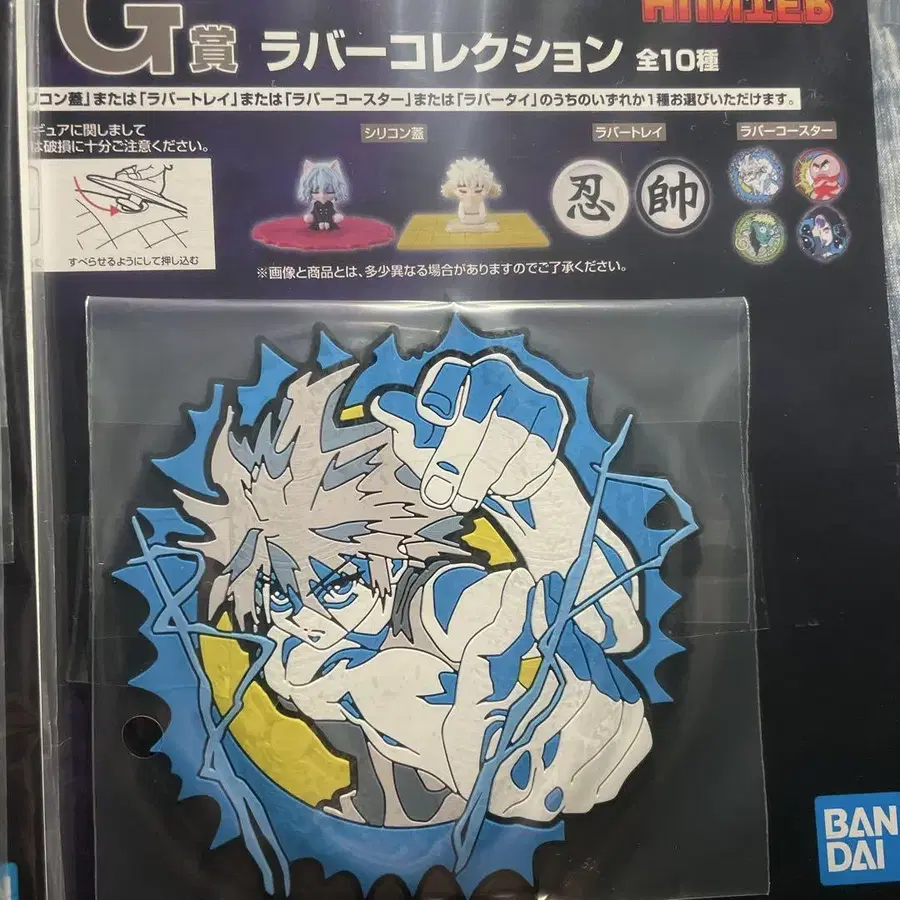 HUNTER
G賞 ラバーコレクション 全10種
リコン蓋」または「ラバートレイ」または「ラバーコースター」または「ラバータイ」のうちのいずれか1種お選びいただけます。
ギュアに関しまして
は破損に十分ご注意ください。
シリコン蓋
ラバートレイ
ラバーコースター
忍
帥
すべらせるようにして押し込む
※画像と商品とは、多少異なる場合がありますのでご了承ください。
BAN
DAI